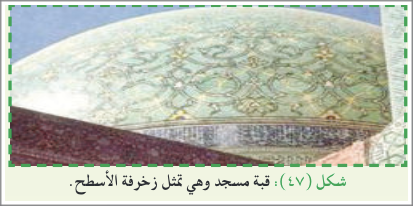 شكل (٤٧): قبة مسجد وهي تمثل زخرفة الأسطح.